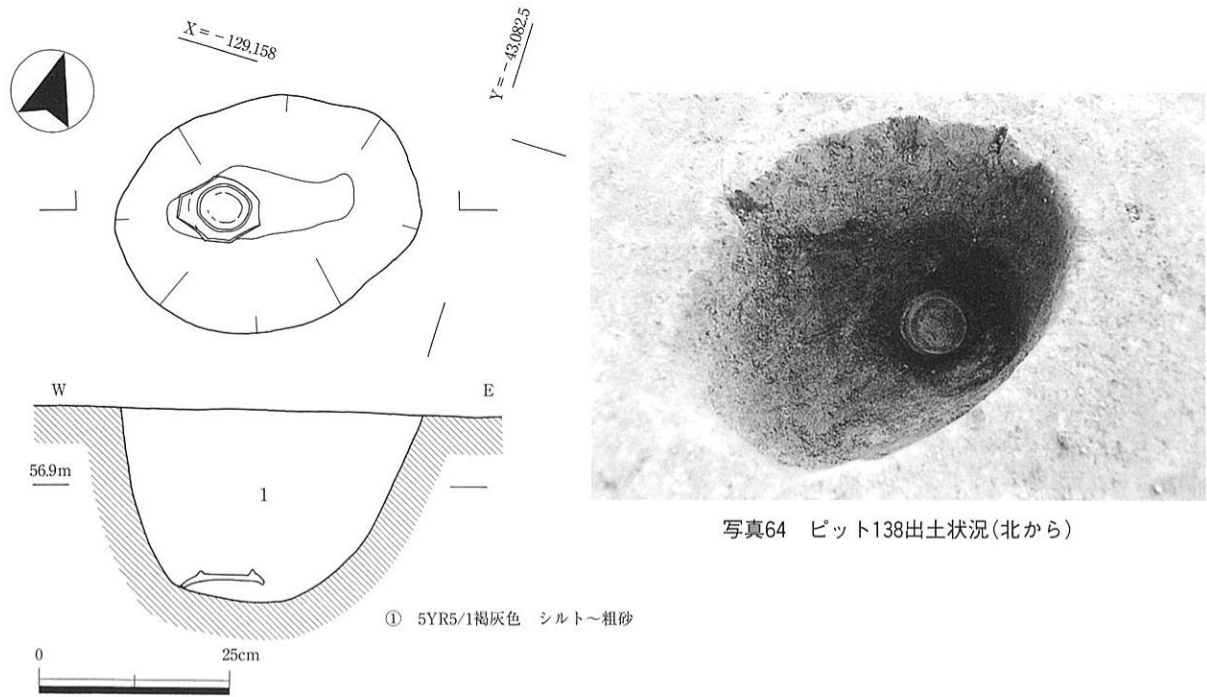 X=－129,158
Y=－43,082.5
W
E
56.9m
1
① 5YR5/1褐灰色 シルト～粗砂
0
25cm
写真64 ピット138出土状況(北から)